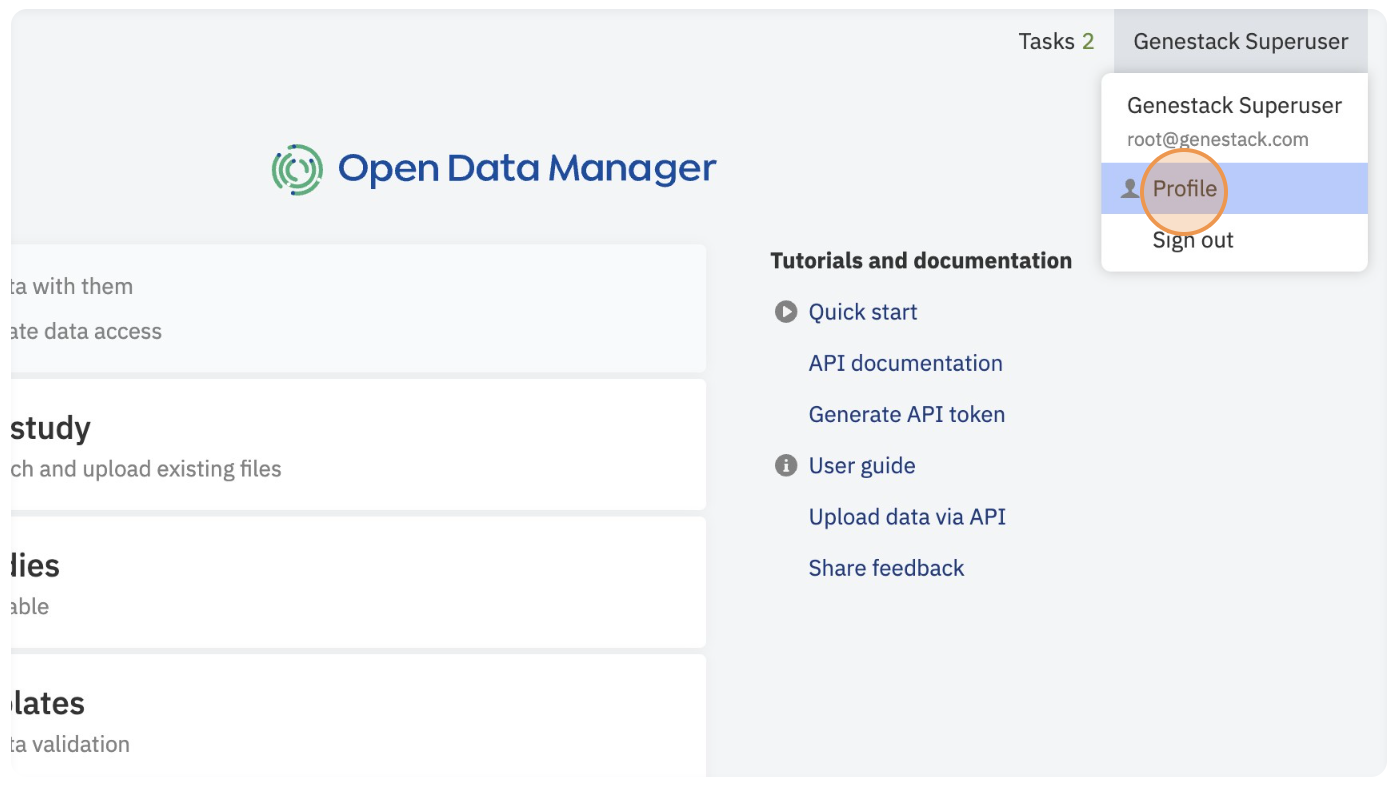 Tasks 2
Genestack Superuser
Genestack Superuser
root@genestack.com
Profile
Sign out
Open Data Manager
ta with them
ate data access
study
ch and upload existing files
dies
able
lates
ta validation
Tutorials and documentation
Quick start
API documentation
Generate API token
User guide
Upload data via API
Share feedback